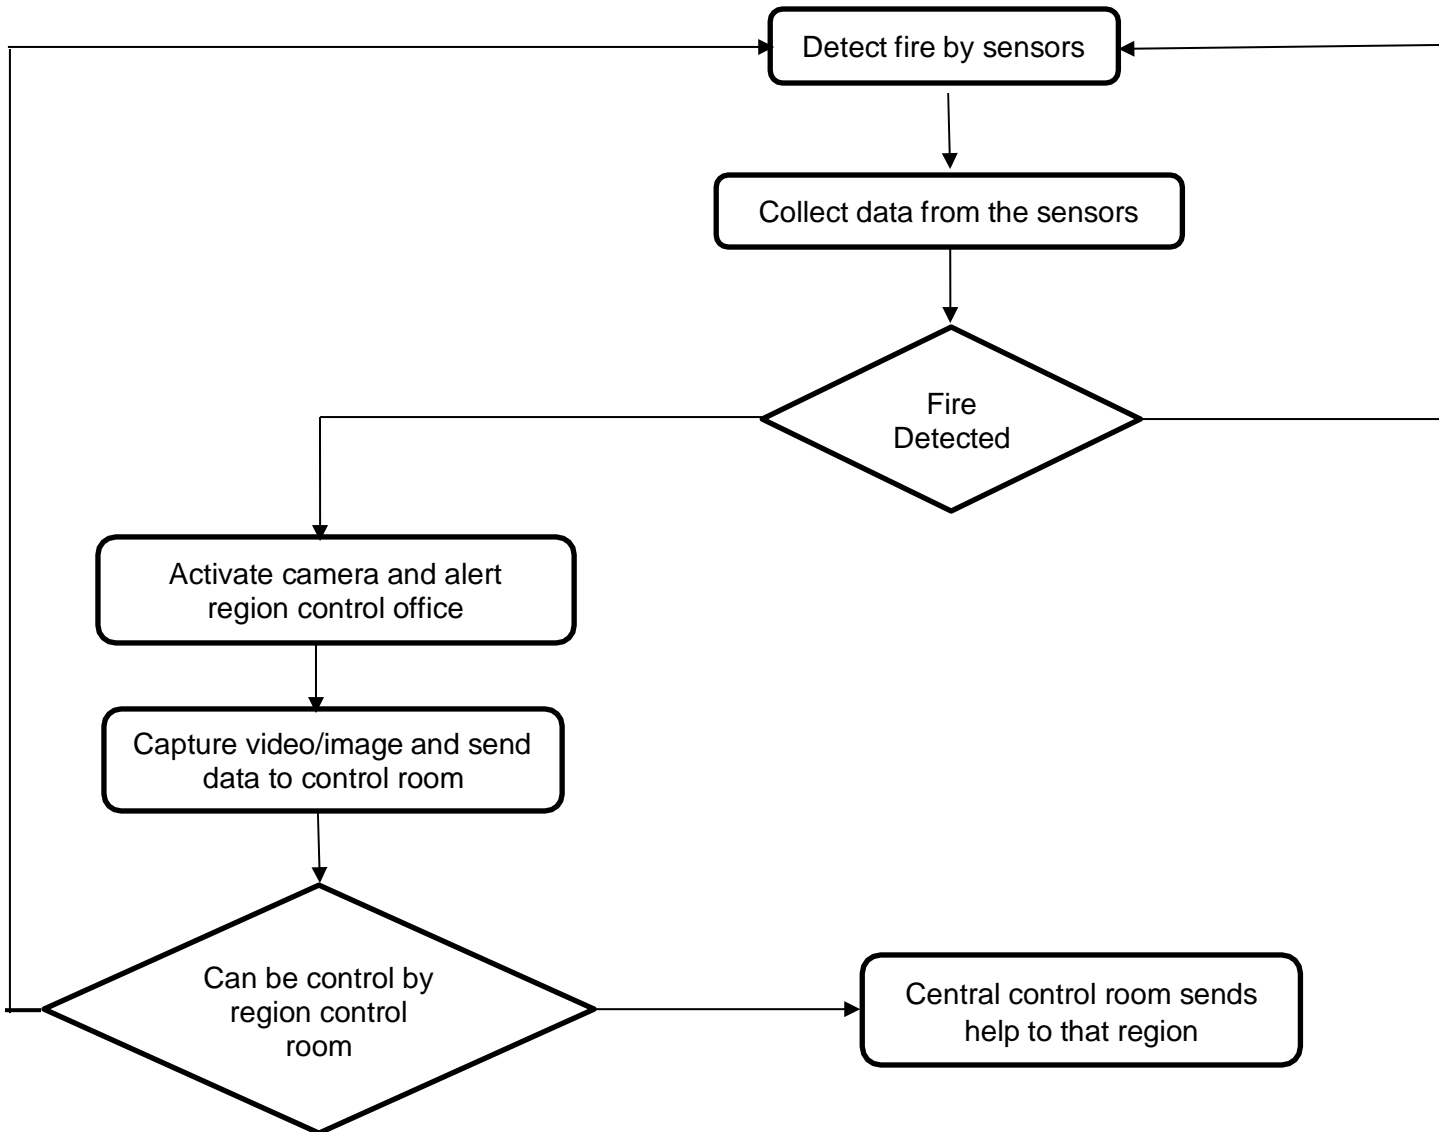 Detect fire by sensors
Collect data from the sensors
Fire
Detected
Activate camera and alert
region control office
Capture video/image and send
data to control room
Can be control by
region control
room
Central control room sends
help to that region